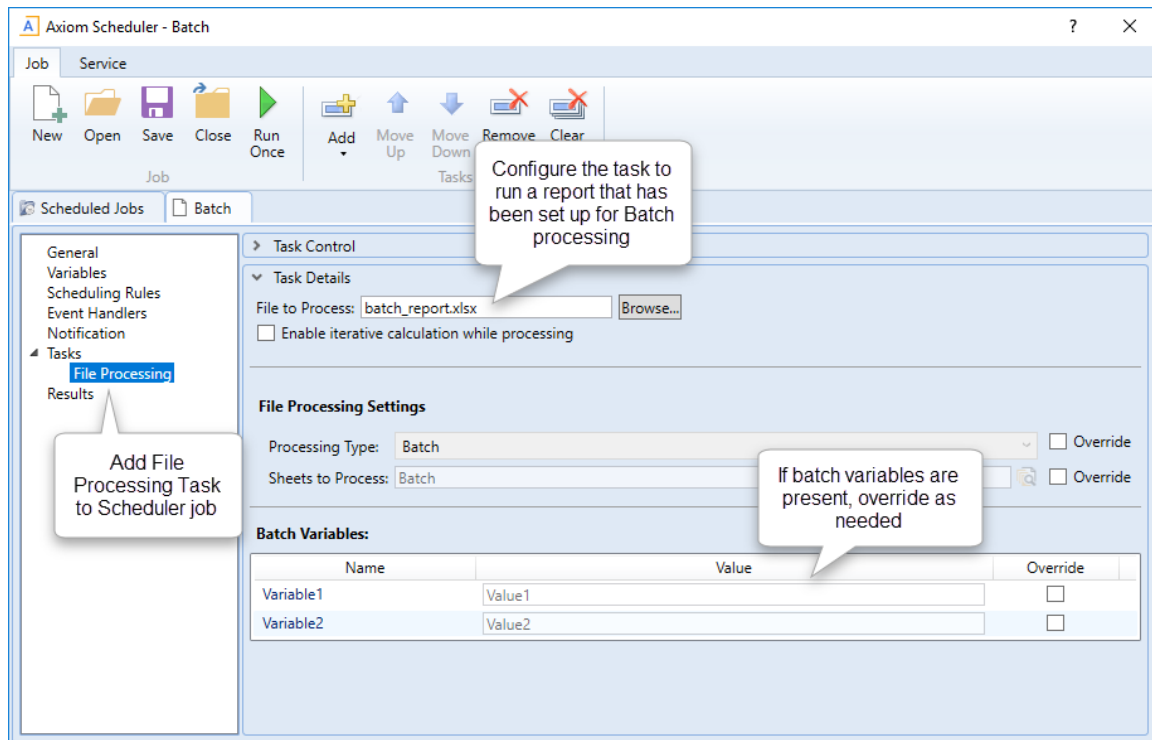 A Axiom Scheduler - Batch ? X
Job Service
New Open Save Close Run Once Add Move Up Move Down Remove Clear
Job Tasks
Configure the task to
run a report that has
been set up for Batch
processing
Scheduled Jobs Batch
General
Variables
Scheduling Rules
Event Handlers
Notification
Tasks
File Processing
Results
Add File
Processing Task
to Scheduler job
Task Control
Task Details
File to Process: batch_report.xlsx Browse...
Enable iterative calculation while processing
File Processing Settings
Processing Type: Batch Override
Sheets to Process: Batch Override
If batch variables are
present, override as
needed
Batch Variables:
Name Value Override
Variable1 Value1
Variable2 Value2